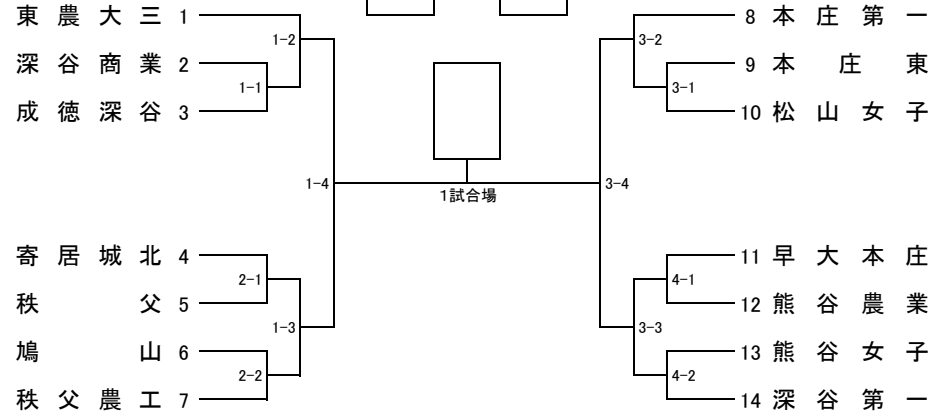 東農大三 1
1-2
深谷商業 2
1-1
成徳深谷 3
1-4
寄居城北 4
2-1
秩父 5
1-3
鳩山 6
2-2
秩父農工 7
1試合場
8 本庄第一
3-2
9 本庄東
3-1
10 松山女子
3-4
11 早大本庄
4-1
12 熊谷農業
3-3
13 熊谷女子
4-2
14 深谷第一